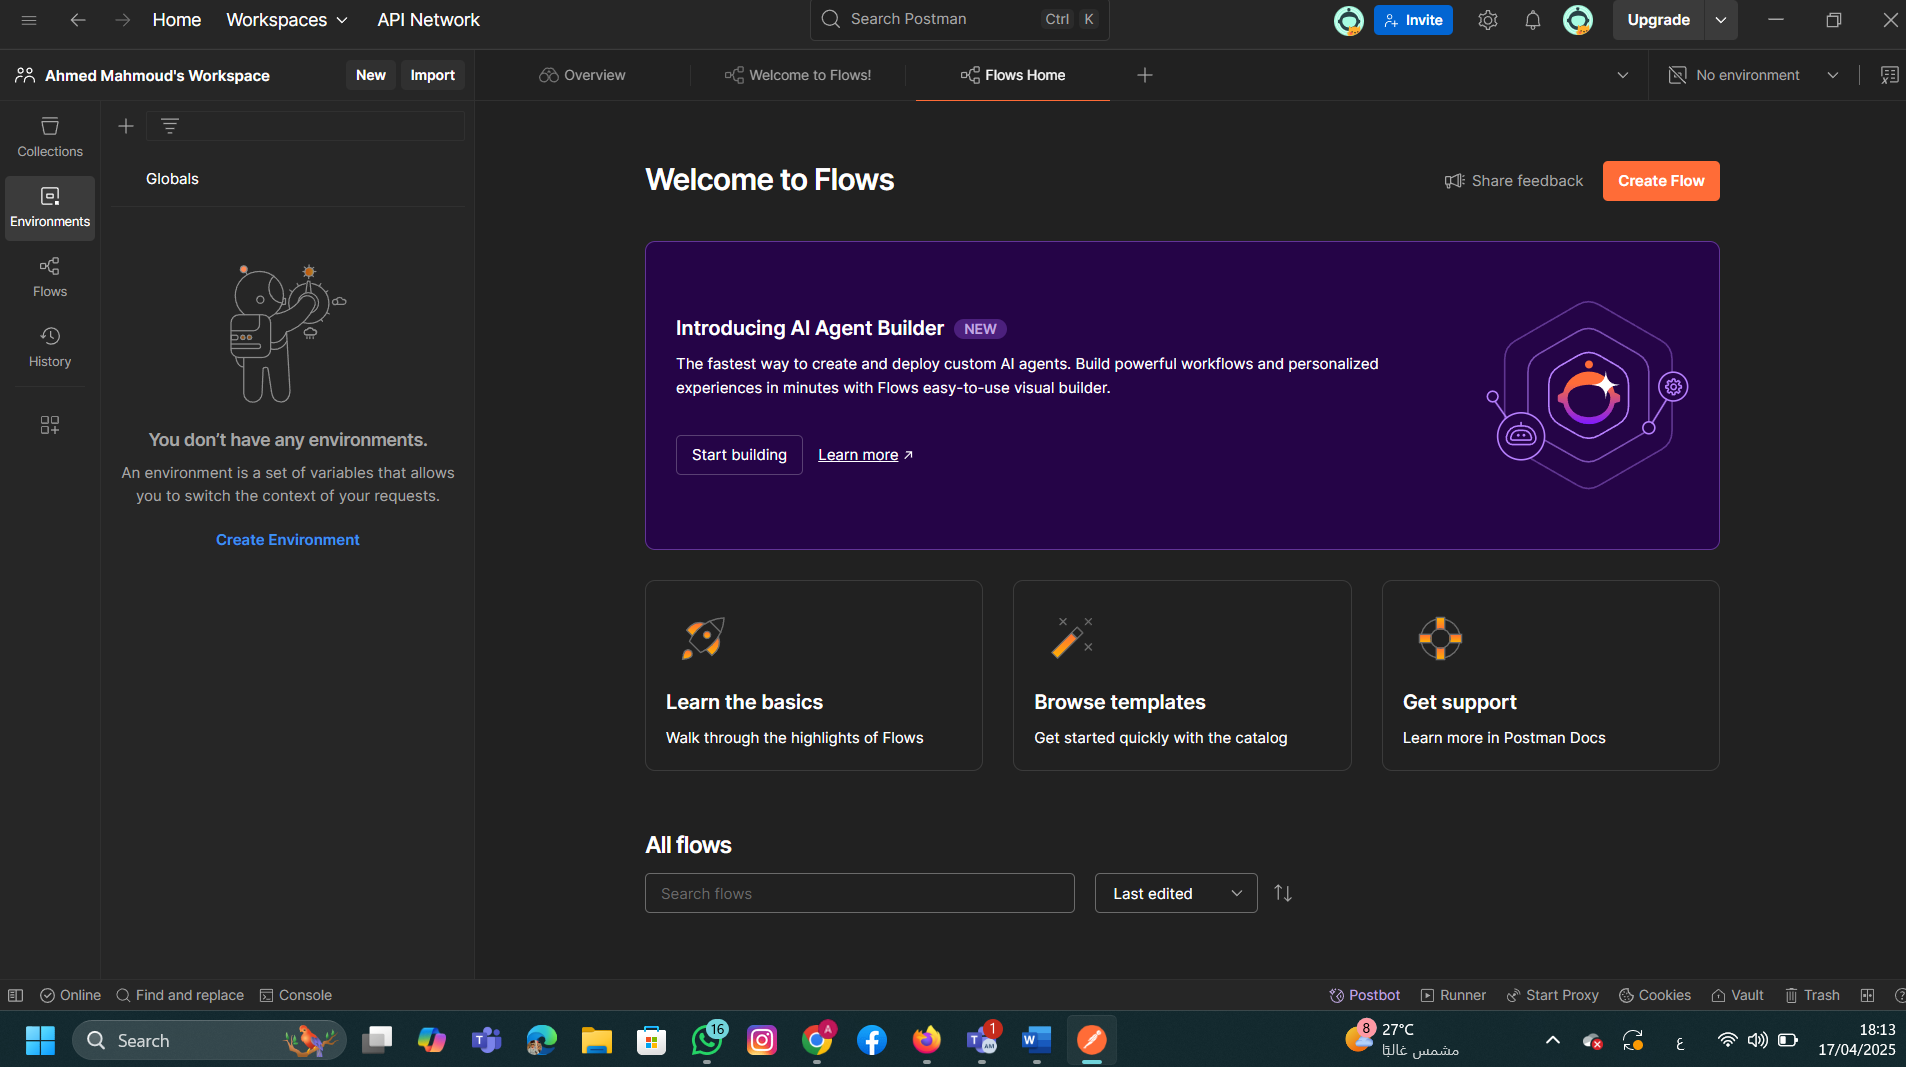 Home
Workspaces
API Network
Search Postman
Ctrl
K
Invite
Upgrade
Ahmed Mahmoud's Workspace
New
Import
Overview
Welcome to Flows!
Flows Home
No environment
Collections
Environments
Flows
History
Globals
You don't have any environments.
An environment is a set of variables that allows
you to switch the context of your requests.
Create Environment
Welcome to Flows
Share feedback
Create Flow
Introducing AI Agent Builder
NEW
The fastest way to create and deploy custom AI agents. Build powerful workflows and personalized
experiences in minutes with Flows easy-to-use visual builder.
Start building
Learn more
Learn the basics
Walk through the highlights of Flows
Browse templates
Get started quickly with the catalog
Get support
Learn more in Postman Docs
All flows
Search flows
Last edited
Online
Find and replace
Console
Postbot
Runner
Start Proxy
Cookies
Vault
Trash
Search
16
A
1
T
AM
W
8
27°C
مشمس غالبًا
ع
18:13
17/04/2025